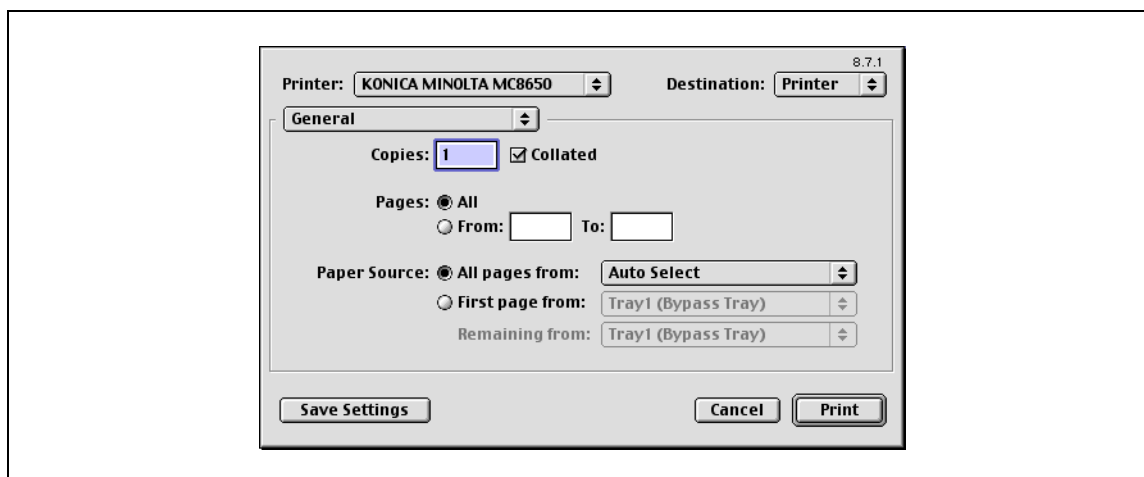 8.7.1
Printer: KONICA MINOLTA MC8650 Destination: Printer
General
Copies: 1 Collated
Pages: All
From: To:
Paper Source: All pages from: Auto Select
First page from: Tray1 (Bypass Tray)
Remaining from: Tray1 (Bypass Tray)
Save Settings Cancel Print